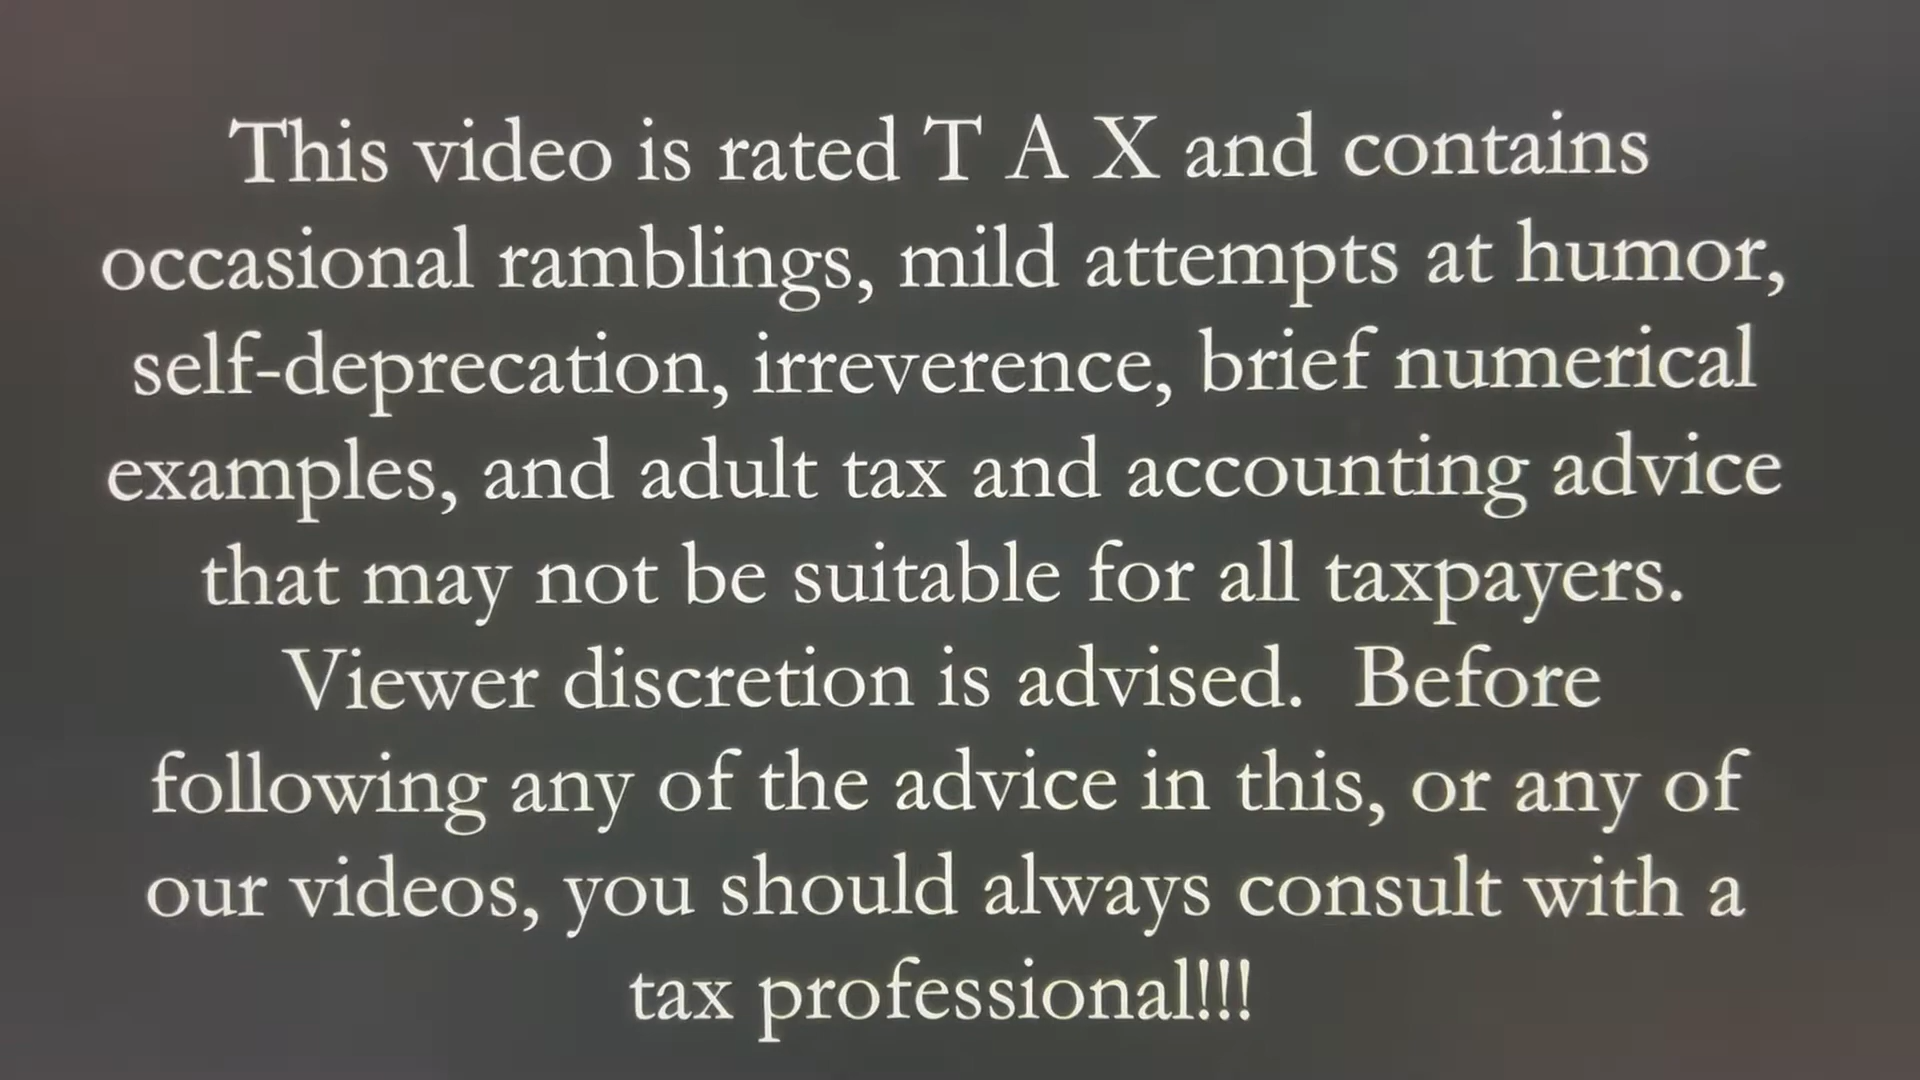 This video is rated T A X and contains
occasional ramblings, mild attempts at humor,
self-deprecation, irreverence, brief numerical
examples, and adult tax and accounting advice
that may not be suitable for all taxpayers.
Viewer discretion is advised.  Before
following any of the advice in this, or any of
our videos, you should always consult with a
tax professional!!!